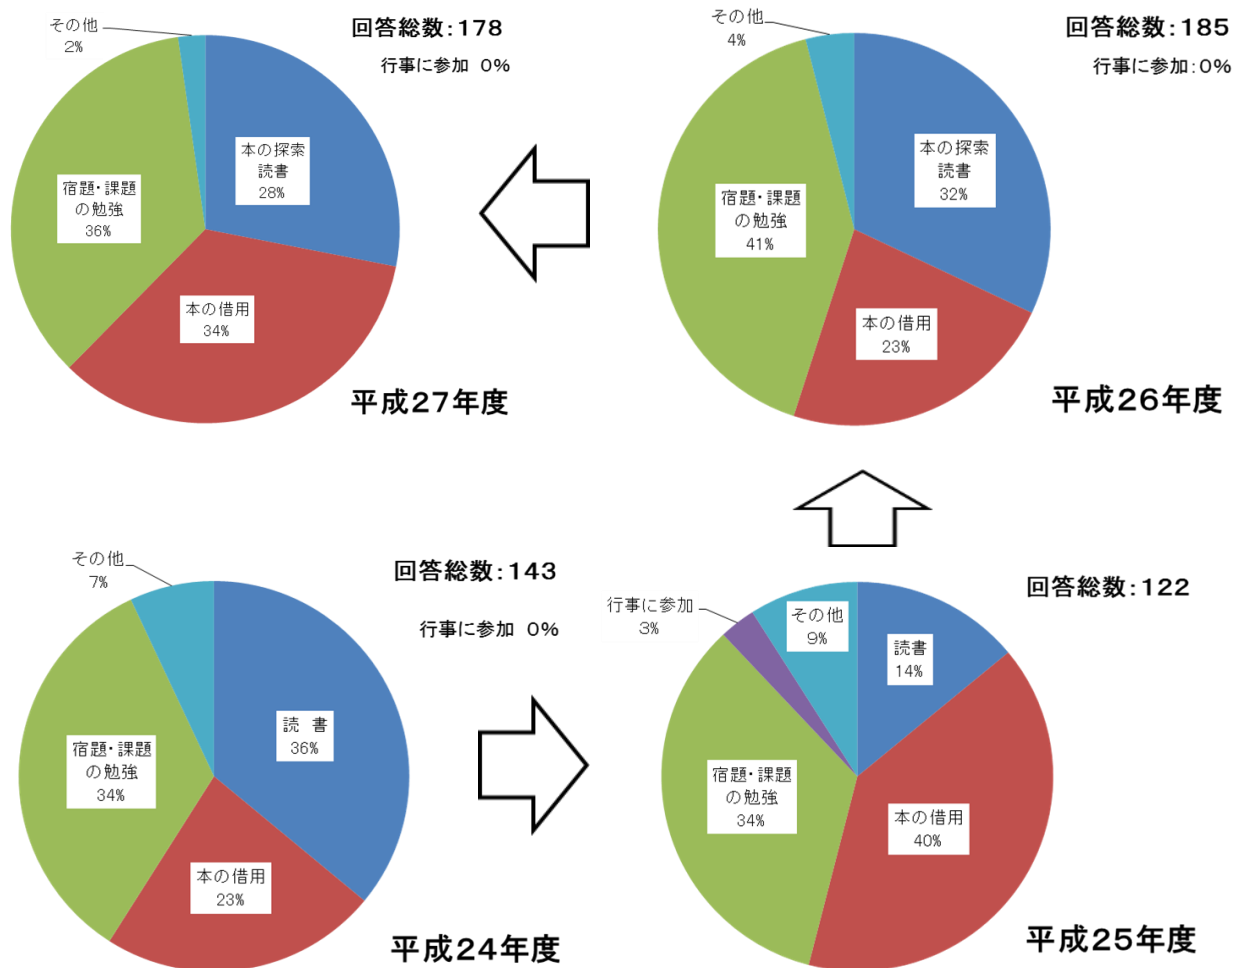 その他
2%
回答総数:178
行事に参加 0%
本の探索
読書
28%
宿題・課題
の勉強
36%
本の借用
34%
平成27年度
その他
4%
回答総数:185
行事に参加:0%
本の探索
読書
32%
宿題・課題
の勉強
41%
本の借用
23%
平成26年度
その他
7%
回答総数:143
行事に参加 0%
読 書
36%
宿題・課題
の勉強
34%
本の借用
23%
平成24年度
行事に参加
3%
その他
9%
回答総数:122
読書
14%
宿題・課題
の勉強
34%
本の借用
40%
平成25年度